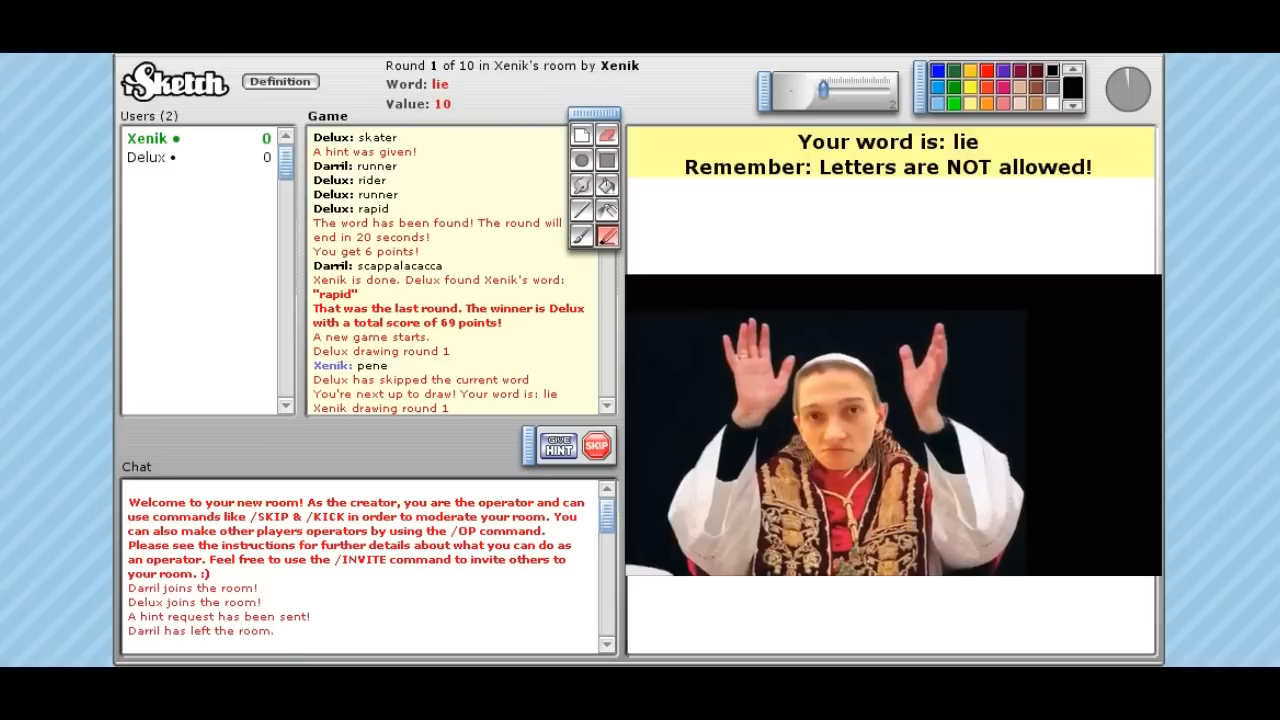 iSketch
Definition
Round 1 of 10 in Xenik's room by Xenik
Word: lie
Value: 10
2
Users (2)
Xenik • 0
Delux • 0
Game
Delux: skater
A hint was given!
Darril: runner
Delux: rider
Delux: runner
Delux: rapid
The word has been found! The round will
end in 20 seconds!
You get 6 points!
Darril: scappalacacca
Xenik is done. Delux found Xenik's word:
"rapid"
That was the last round. The winner is Delux
with a total score of 69 points!
A new game starts.
Delux drawing round 1
Xenik: pene
Delux has skipped the current word
You're next up to draw! Your word is: lie
Xenik drawing round 1
Your word is: lie
Remember: Letters are NOT allowed!
GIVE
HINT
SKIP
Chat
Welcome to your new room! As the creator, you are the operator and can
use commands like /SKIP & /KICK in order to moderate your room. You
can also make other players operators by using the /OP command.
Please see the instructions for further details about what you can do as
an operator. Feel free to use the /INVITE command to invite others to
your room. :)
Darril joins the room!
Delux joins the room!
A hint request has been sent!
Darril has left the room.